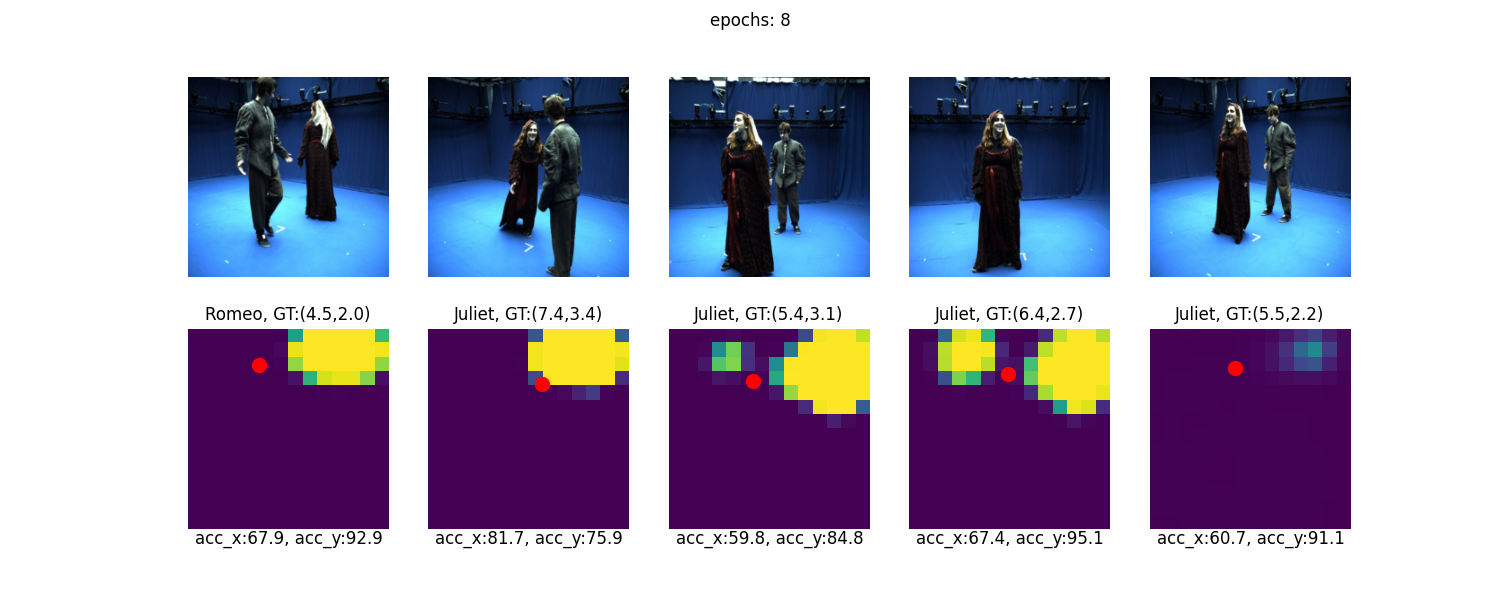 epochs: 8
Romeo, GT:(4.5,2.0)
Juliet, GT:(7.4,3.4)
Juliet, GT:(5.4,3.1)
Juliet, GT:(6.4,2.7)
Juliet, GT:(5.5,2.2)
acc_x:67.9, acc_y:92.9
acc_x:81.7, acc_y:75.9
acc_x:59.8, acc_y:84.8
acc_x:67.4, acc_y:95.1
acc_x:60.7, acc_y:91.1